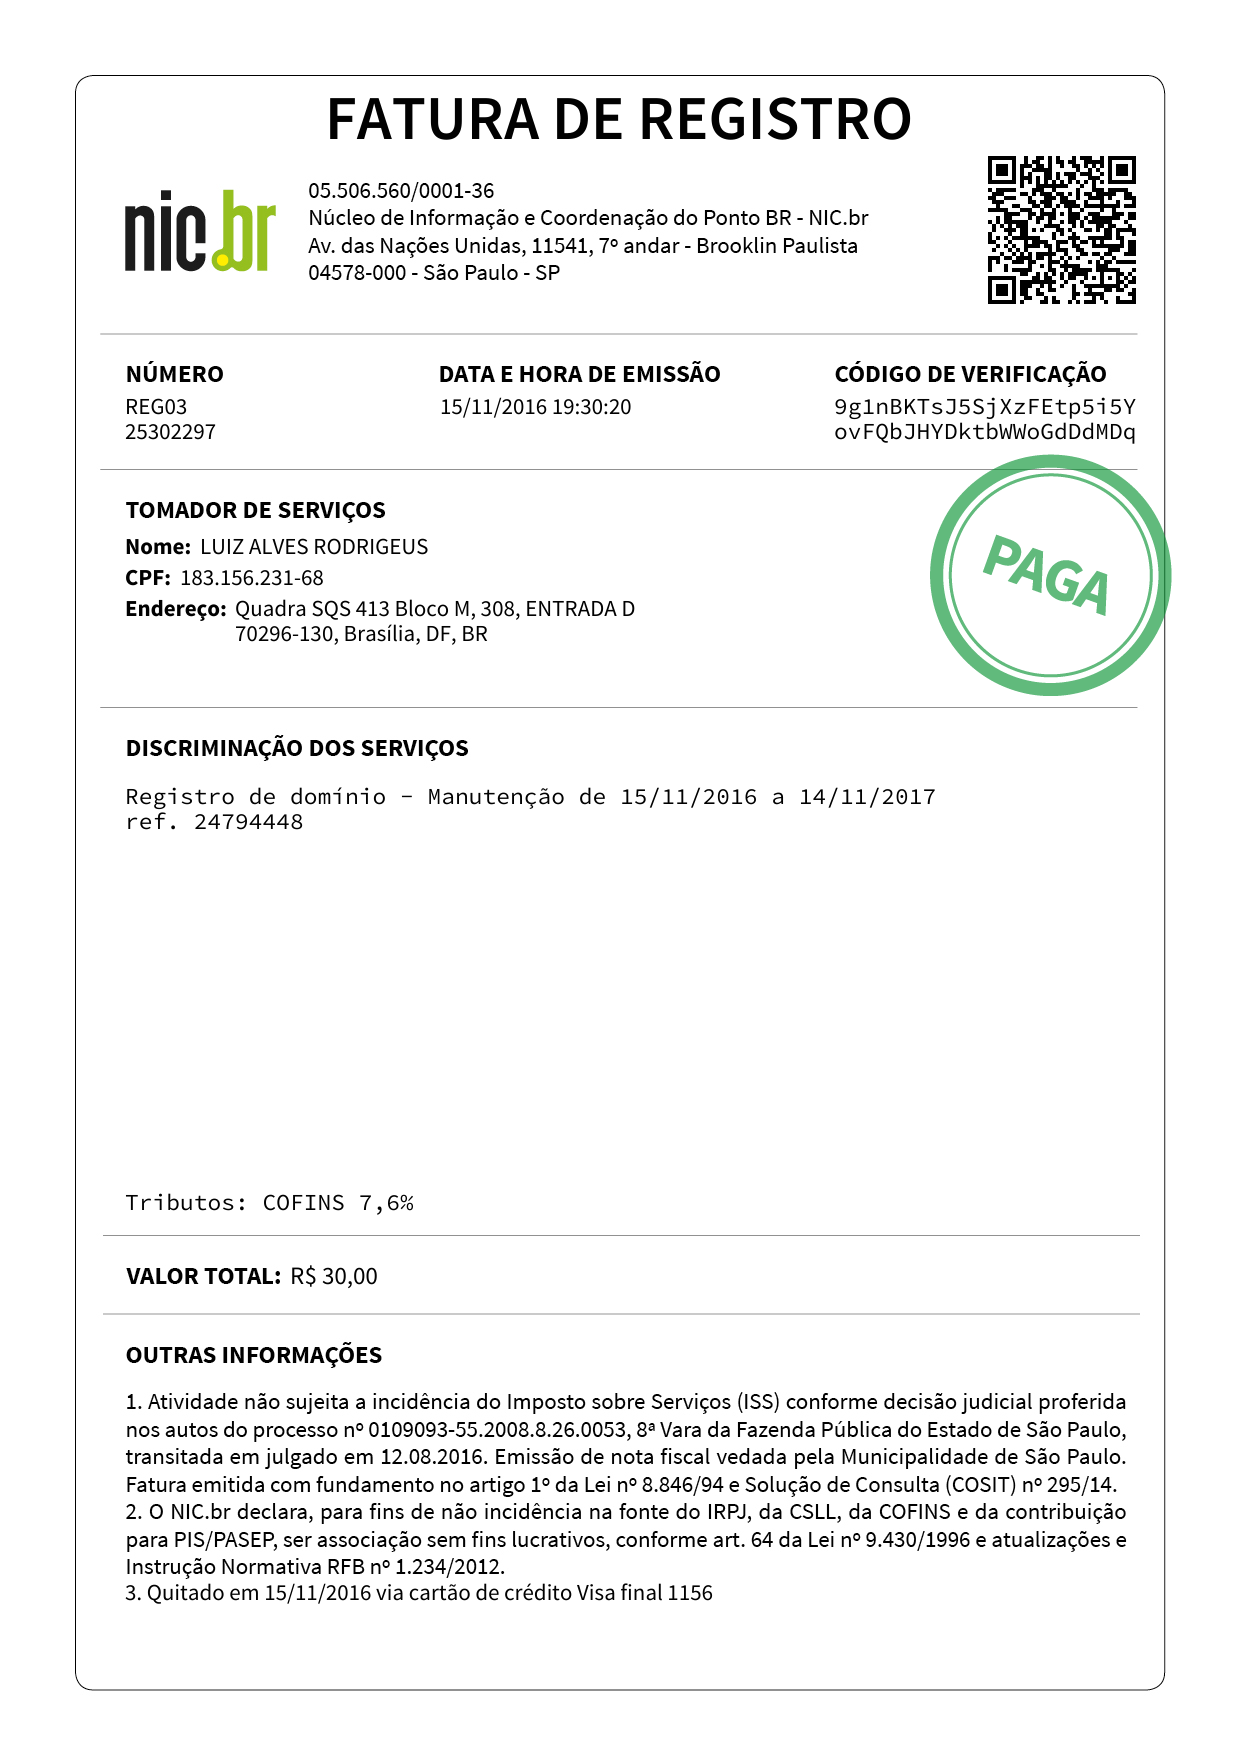 FATURA DE REGISTRO
nic.br
05.506.560/0001-36
Núcleo de Informação e Coordenação do Ponto BR - NIC.br
Av. das Nações Unidas, 11541, 7º andar - Brooklin Paulista
04578-000 - São Paulo - SP
NÚMERO
REG03
25302297
DATA E HORA DE EMISSÃO
15/11/2016 19:30:20
CÓDIGO DE VERIFICAÇÃO
9g1nBKTsJ5SjXzFEtp5i5Y
ovFQbJHYDktbWWoGdDdMDq
TOMADOR DE SERVIÇOS
Nome: LUIZ ALVES RODRIGEUS
CPF: 183.156.231-68
Endereço: Quadra SQS 413 Bloco M, 308, ENTRADA D
70296-130, Brasília, DF, BR
PAGA
DISCRIMINAÇÃO DOS SERVIÇOS
Registro de domínio - Manutenção de 15/11/2016 a 14/11/2017
ref. 24794448
Tributos: COFINS 7,6%
VALOR TOTAL: R$ 30,00
OUTRAS INFORMAÇÕES
1. Atividade não sujeita a incidência do Imposto sobre Serviços (ISS) conforme decisão judicial proferida
nos autos do processo nº 0109093-55.2008.8.26.0053, 8ª Vara da Fazenda Pública do Estado de São Paulo,
transitada em julgado em 12.08.2016. Emissão de nota fiscal vedada pela Municipalidade de São Paulo.
Fatura emitida com fundamento no artigo 1º da Lei nº 8.846/94 e Solução de Consulta (COSIT) nº 295/14.
2. O NIC.br declara, para fins de não incidência na fonte do IRPJ, da CSLL, da COFINS e da contribuição
para PIS/PASEP, ser associação sem fins lucrativos, conforme art. 64 da Lei nº 9.430/1996 e atualizações e
Instrução Normativa RFB nº 1.234/2012.
3. Quitado em 15/11/2016 via cartão de crédito Visa final 1156